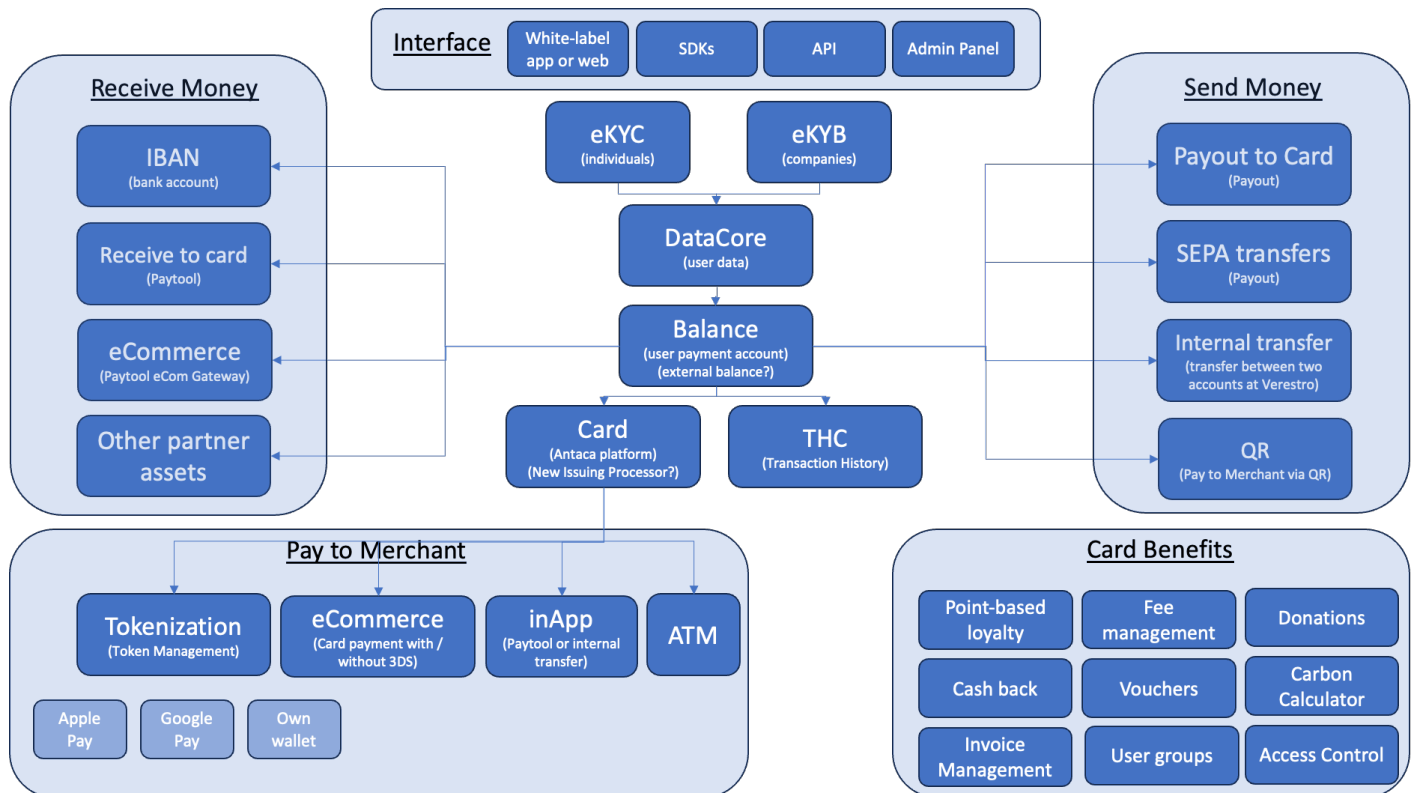 Interface
White-label
app or web
SDKs
API
Admin Panel
Receive Money
IBAN
(bank account)
Receive to card
(Paytool)
eCommerce
(Paytool eCom Gateway)
Other partner
assets
eKYC
(individuals)
eKYB
(companies)
DataCore
(user data)
Balance
(user payment account)
(external balance?)
Card
(Antaca platform)
(New Issuing Processor?)
THC
(Transaction History)
Send Money
Payout to Card
(Payout)
SEPA transfers
(Payout)
Internal transfer
(transfer between two
accounts at Verestro)
QR
(Pay to Merchant via QR)
Pay to Merchant
Tokenization
(Token Management)
eCommerce
(Card payment with /
without 3DS)
inApp
(Paytool or internal
transfer)
ATM
Apple
Pay
Google
Pay
Own
wallet
Card Benefits
Point-based
loyalty
Fee
management
Donations
Cash back
Vouchers
Carbon
Calculator
Invoice
Management
User groups
Access Control